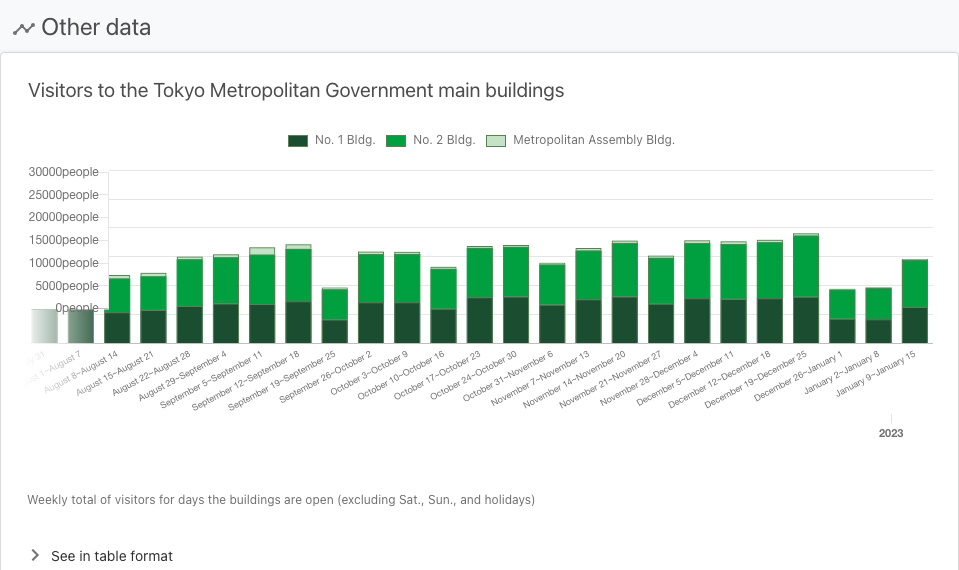 Other data
Visitors to the Tokyo Metropolitan Government main buildings
No. 1 Bldg. No. 2 Bldg. Metropolitan Assembly Bldg.
30000people
25000people
20000people
15000people
10000people
5000people
0people
31
1~August 7
August 8~August 14
August 15~August 21
August 22~August 28
August 29~September 4
September 5~September 11
September 12~September 18
September 19~September 25
September 26~October 2
October 3~October 9
October 10~October 16
October 17~October 23
October 24~October 30
October 31~November 6
November 7~November 13
November 14~November 20
November 21~November 27
November 28~December 4
December 5~December 11
December 12~December 18
December 19~December 25
December 26~January 1
January 2~January 8
January 9~January 15
2023
Weekly total of visitors for days the buildings are open (excluding Sat., Sun., and holidays)
See in table format